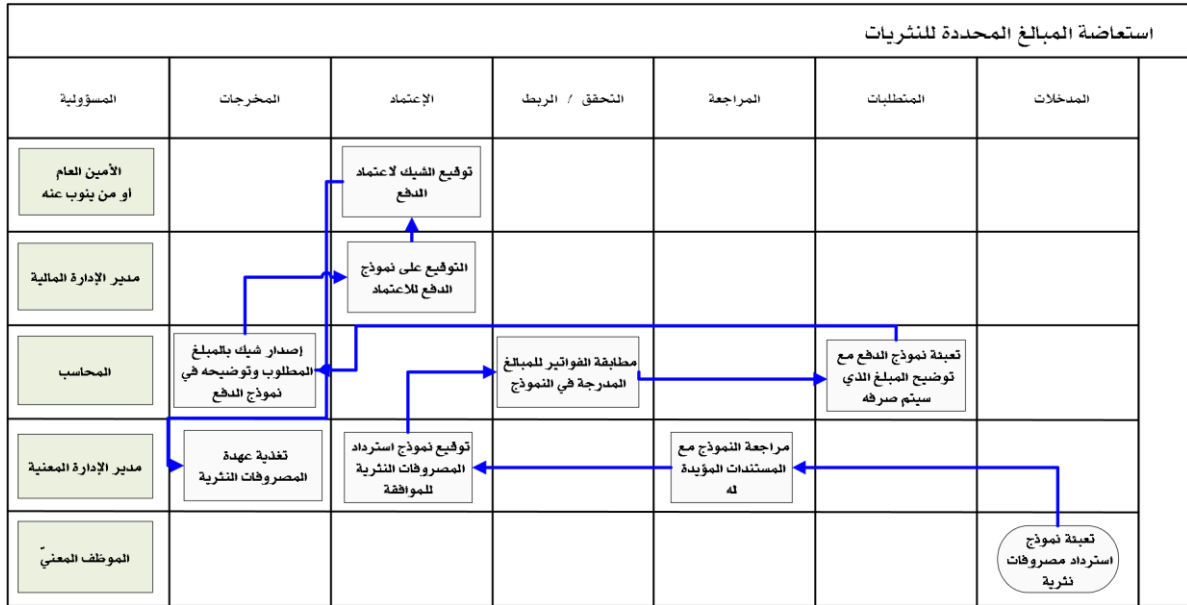 استعاضة المبالغ المحددة للنثريات
المدخلات
المتطلبات
المراجعة
التحقق / الربط
الإعتماد
المخرجات
المسؤولية
توقيع الشيك لاعتماد
الدفع
الأمين العام
او من ينوب عنه
التوقيع على نموذج
الدفع للاعتماد
مدير الإدارة المالية
تعبئة نموذج الدفع مع
توضيح المبلغ الذي
سيتم صرفه
مطابقة الفواتير للمبالغ
المدرجة في النموذج
إصدار شيك بالمبلغ
المطلوب وتوضيحه في
نموذج الدفع
المحاسب
مراجعة النموذج مع
المستندات المؤيدة
له
توقيع نموذج استرداد
المصروفات النثرية
للموافقة
تغذية عهدة
المصروفات النثرية
مدير الإدارة المعنية
تعبئة نموذج
استرداد مصروفات
نثرية
الموظف المعنيّ